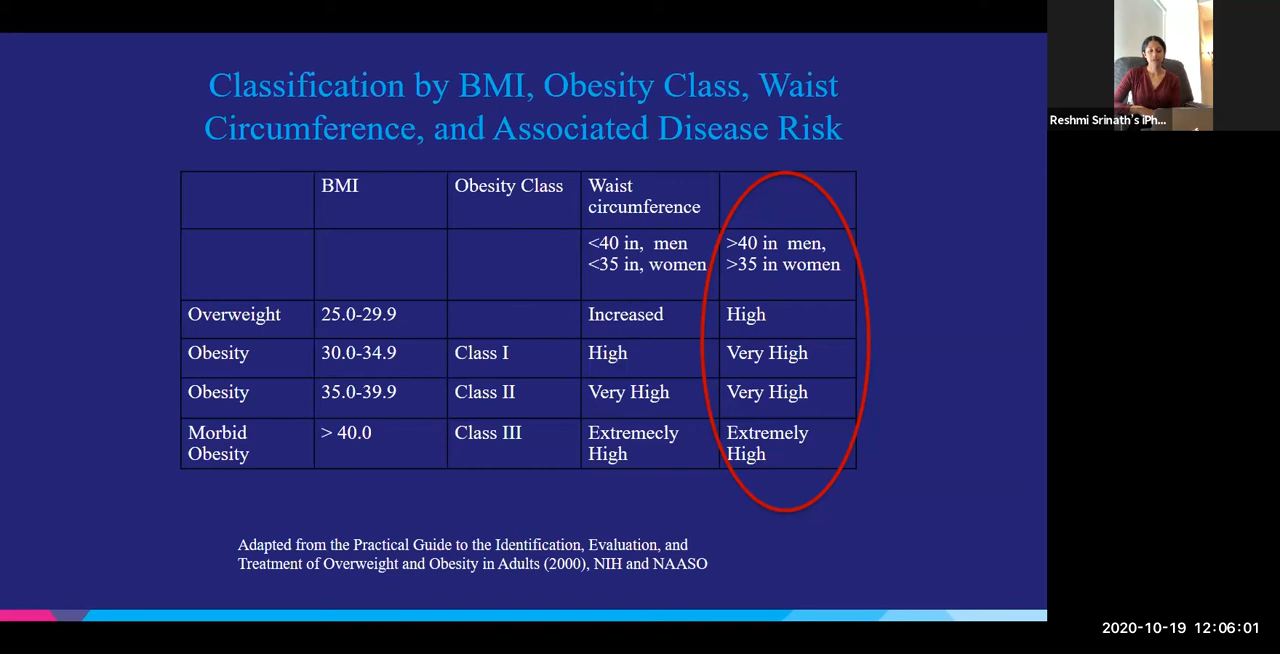 Classification by BMI, Obesity Class, Waist
Circumference, and Associated Disease Risk
BMI
Obesity Class
Waist
circumference
<40 in, men
<35 in, women
>40 in men,
>35 in women
Overweight
25.0-29.9
Increased
High
Obesity
30.0-34.9
Class I
High
Very High
Obesity
35.0-39.9
Class II
Very High
Very High
Morbid
Obesity
> 40.0
Class III
Extremecly
High
Extremely
High
Adapted from the Practical Guide to the Identification, Evaluation, and
Treatment of Overweight and Obesity in Adults (2000), NIH and NAASO
Reshmi Srinath's iPh...
2020-10-19 12:06:01